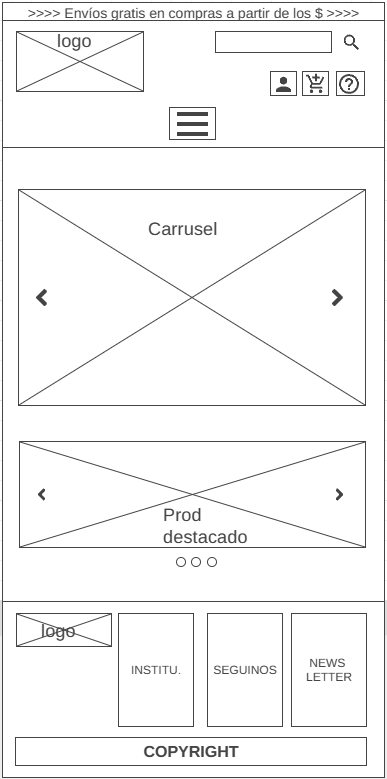 >>>> Envíos gratis en compras a partir de los $ >>>>
logo
Carrusel
Prod
destacado
logo
INSTITU.
SEGUINOS
NEWS
LETTER
COPYRIGHT